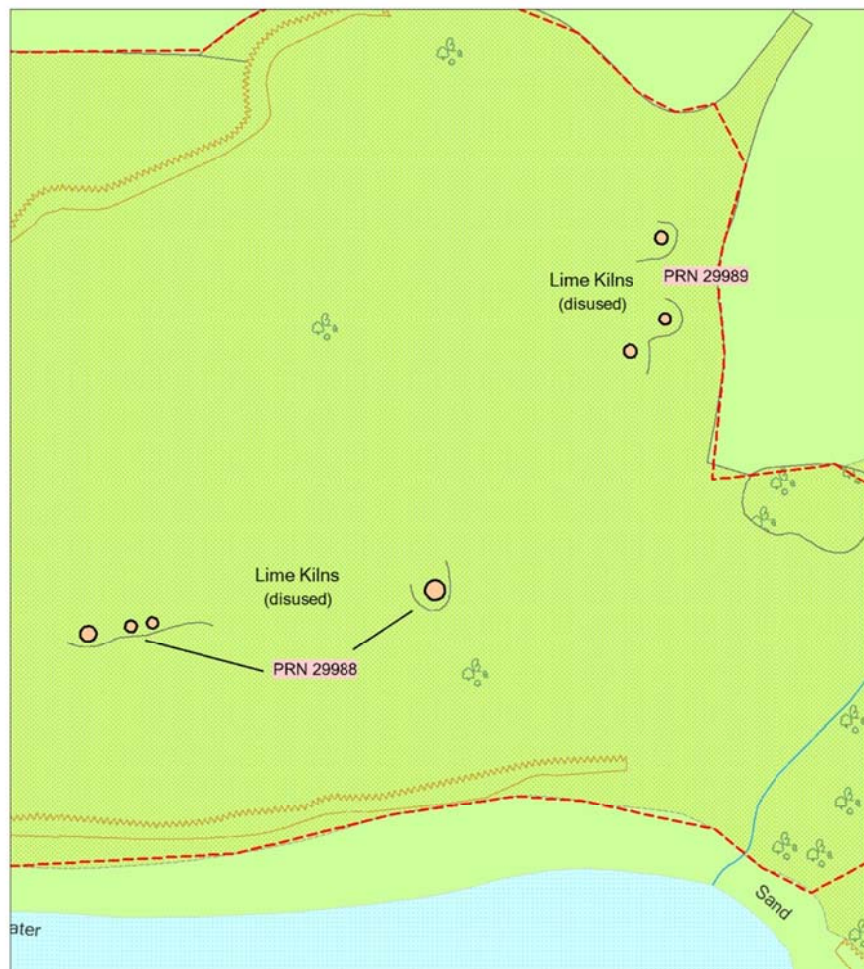 Lime Kilns
(disused)
PRN 29989
Lime Kilns
(disused)
PRN 29988
Sand
ater